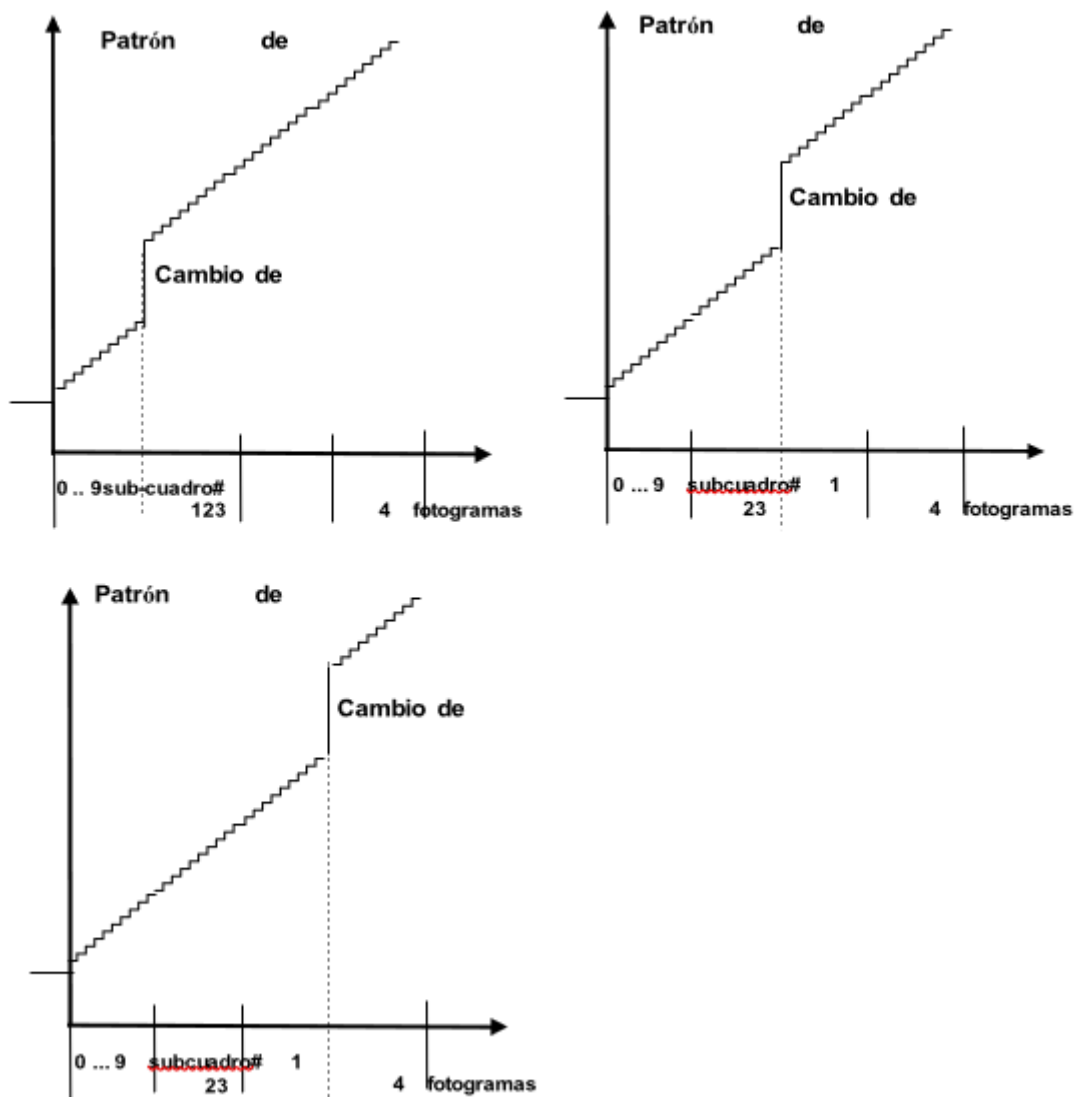 Patrón de
Cambio de
0 .. 9sub-cuadro#
123 4 fotogramas
Patrón de
Cambio de
0 ... 9 subcuadro# 1
23 4 fotogramas
Patrón de
Cambio de
0 ... 9 subcuadro# 1
23 4 fotogramas